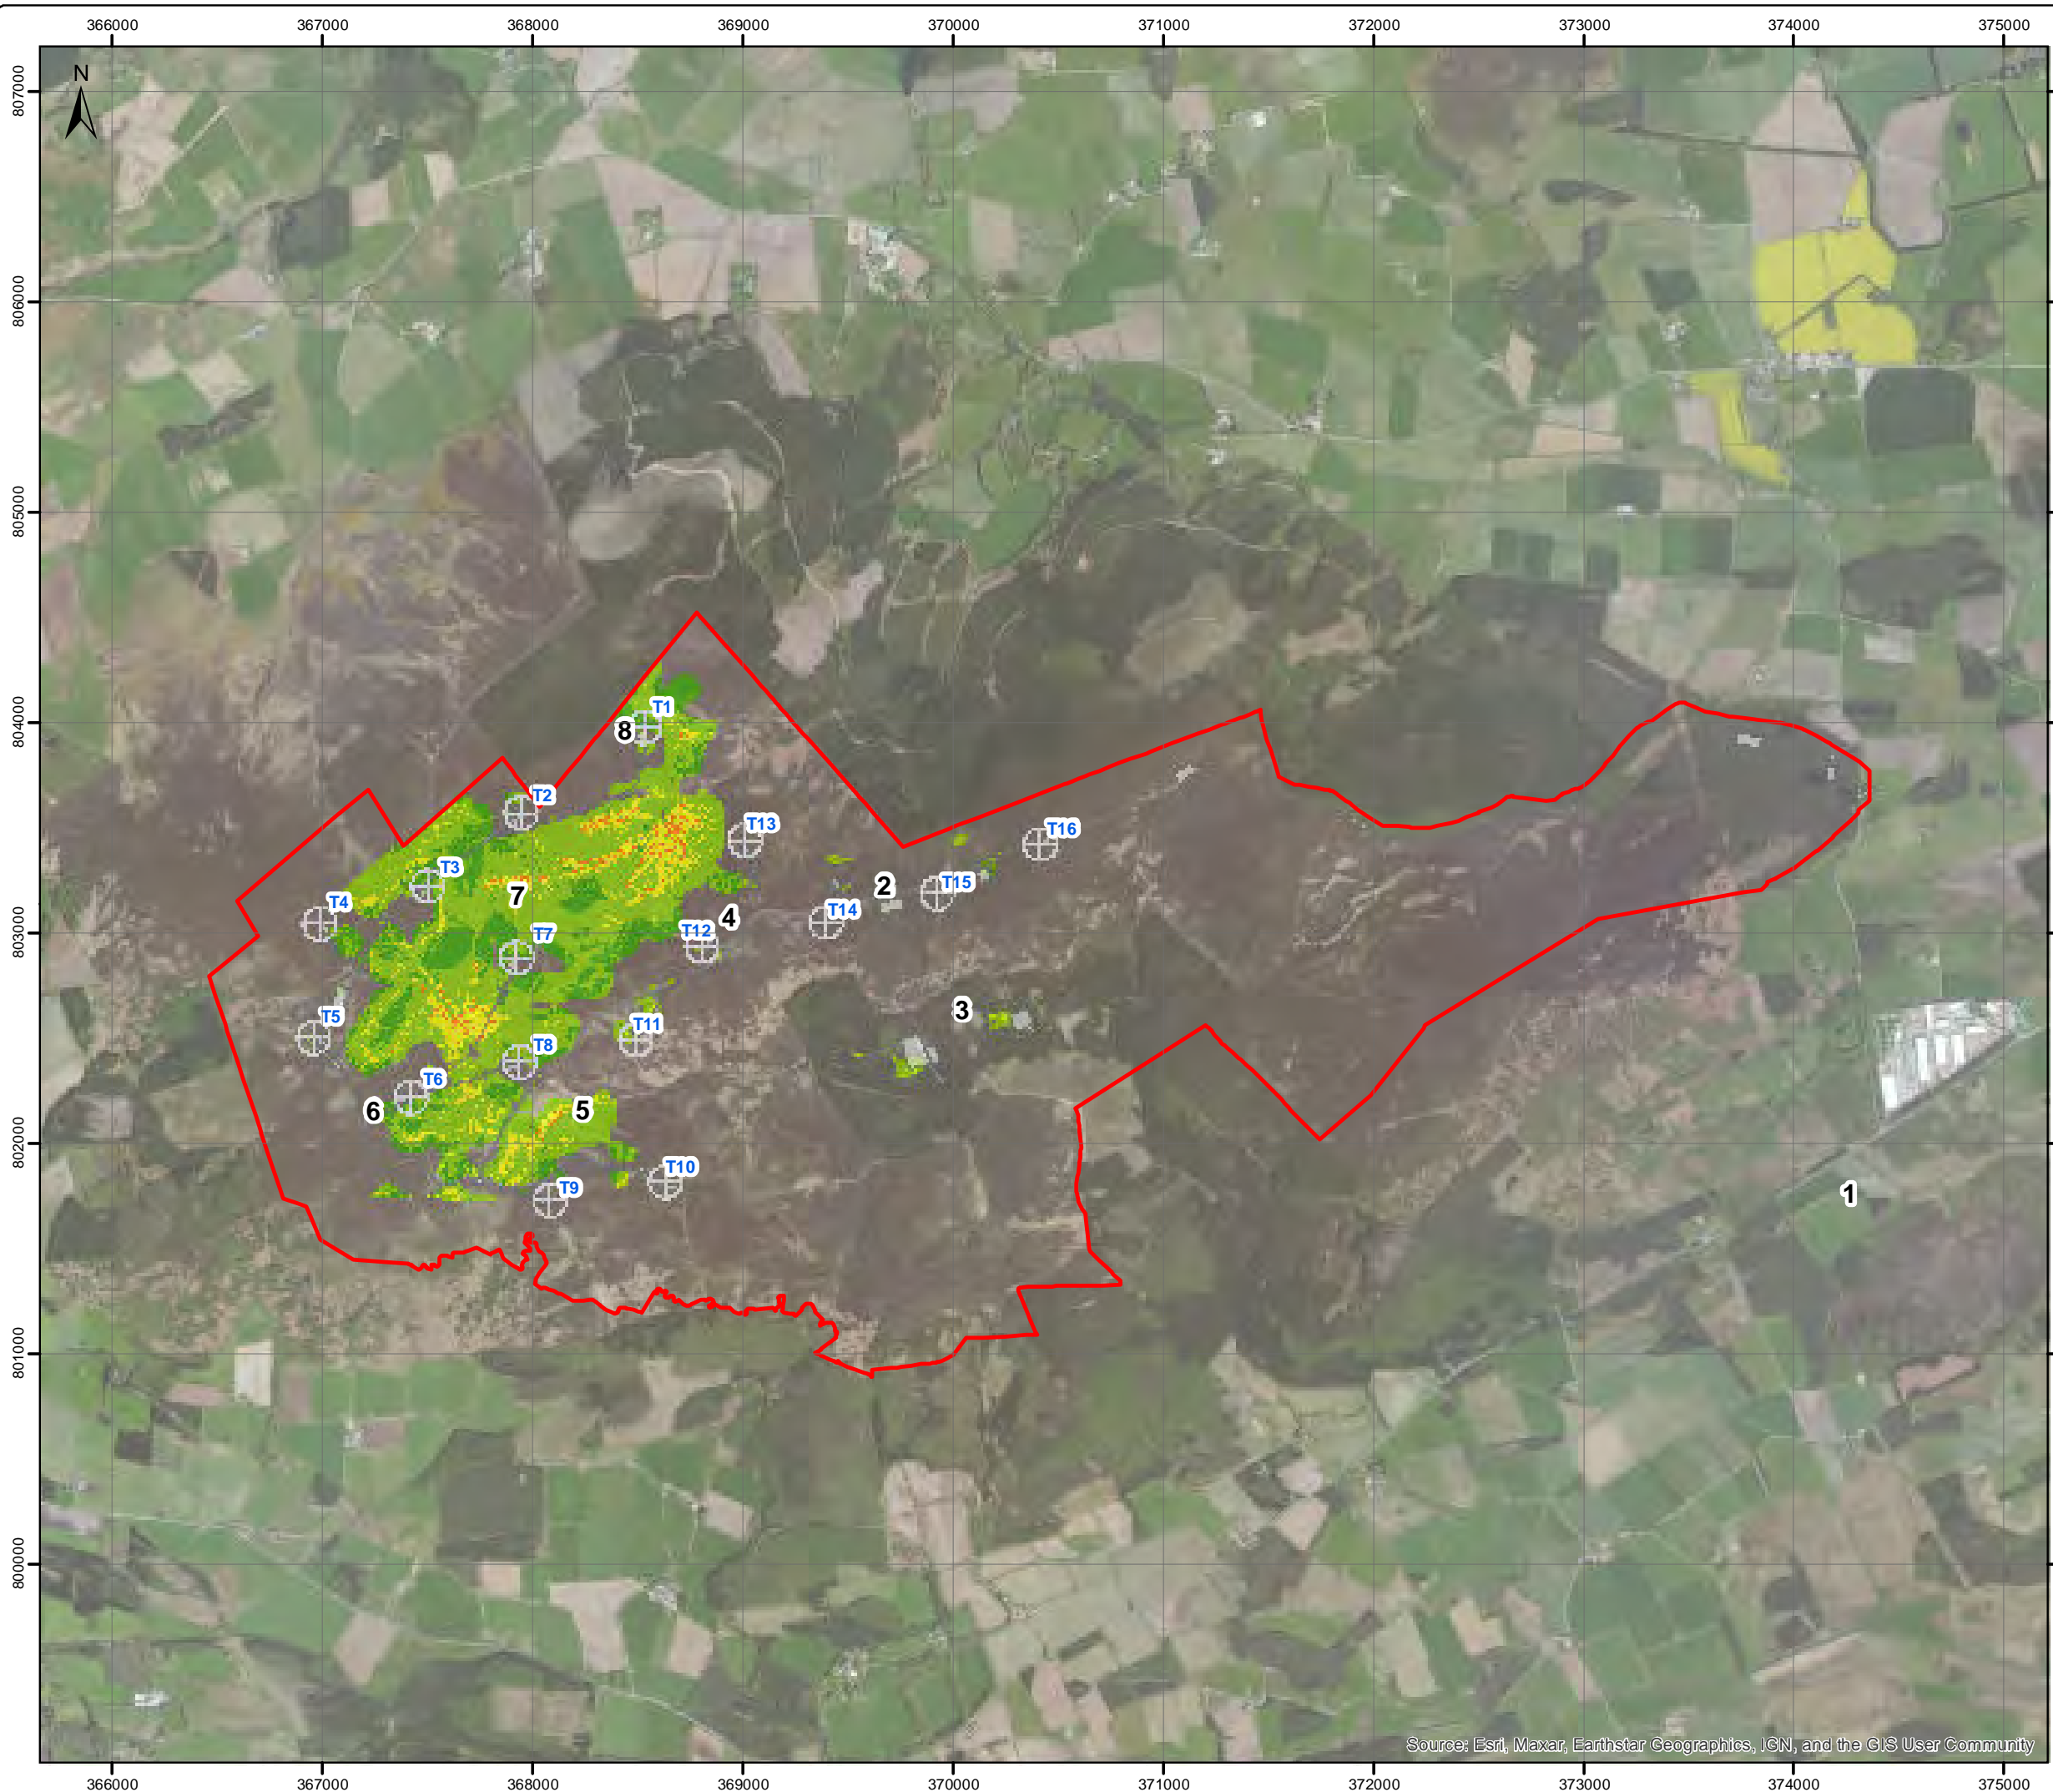 366000 367000 368000 369000 370000 371000 372000 373000 374000 375000
N
807000
806000
805000
804000
803000
802000
801000
800000
T1
8
T2
T13
T16
T3
T15
2
7
T4
T14
4
T7
T12
3
T5
T11
T8
T6
6
5
T10
T9
1
Source: Esri, Maxar, Earthstar Geographics, IGN, and the GIS User Community
366000 367000 368000 369000 370000 371000 372000 373000 374000 375000